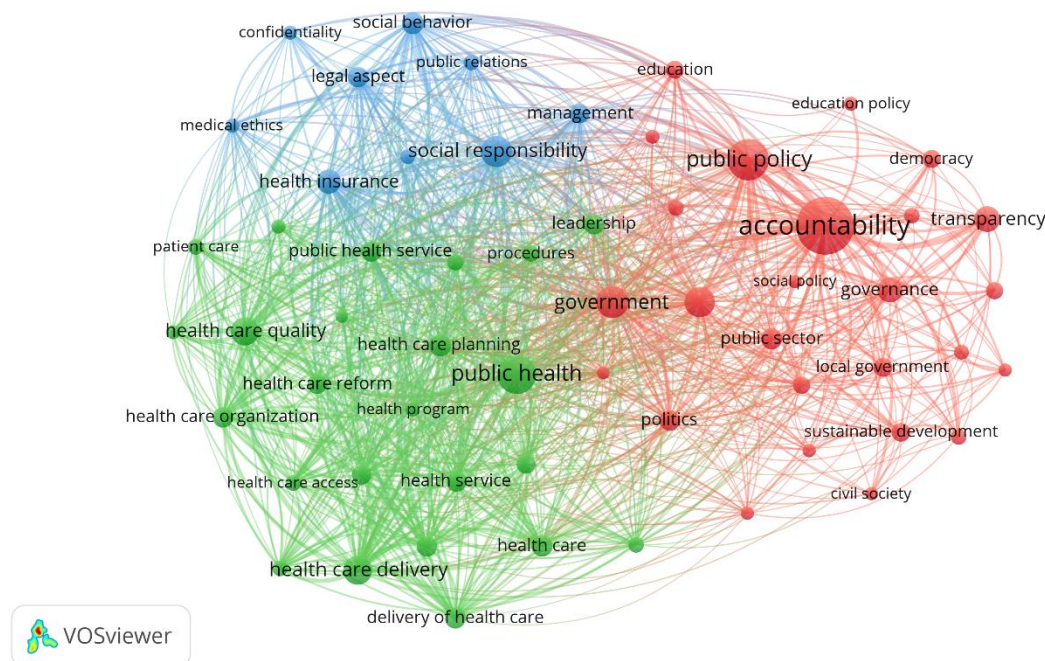 social behavior
confidentiality
public relations
legal aspect
education
education policy
management
medical ethics
social responsibility
public policy
democracy
health insurance
accountability
transparency
leadership
patient care
public health service
procedures
social policy
governance
government
health care quality
public sector
health care planning
public health
local government
health care reform
health program
health care organization
politics
sustainable development
health care access
health service
civil society
health care
health care delivery
delivery of health care
VOSviewer